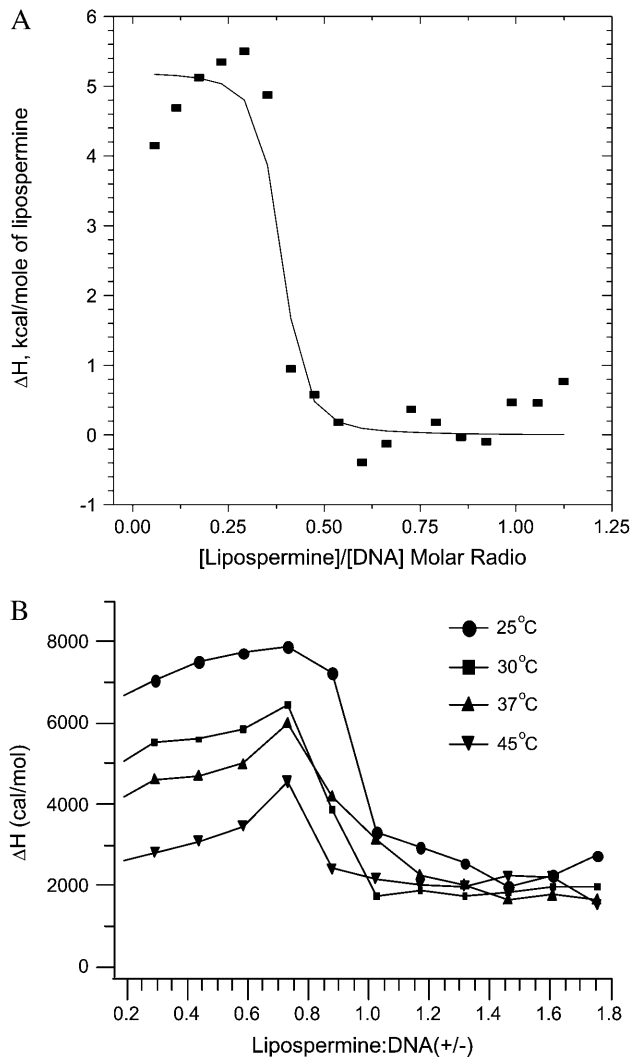 A
ΔH, kcal/mole of lipospermine
6
5
4
3
2
1
0
-1
0.00 0.25 0.50 0.75 1.00 1.25
[Lipospermine]/[DNA] Molar Radio
B
ΔH (cal/mol)
8000
6000
4000
2000
0
25°C
30°C
37°C
45°C
0.2 0.4 0.6 0.8 1.0 1.2 1.4 1.6 1.8
Lipospermine:DNA(+/-)